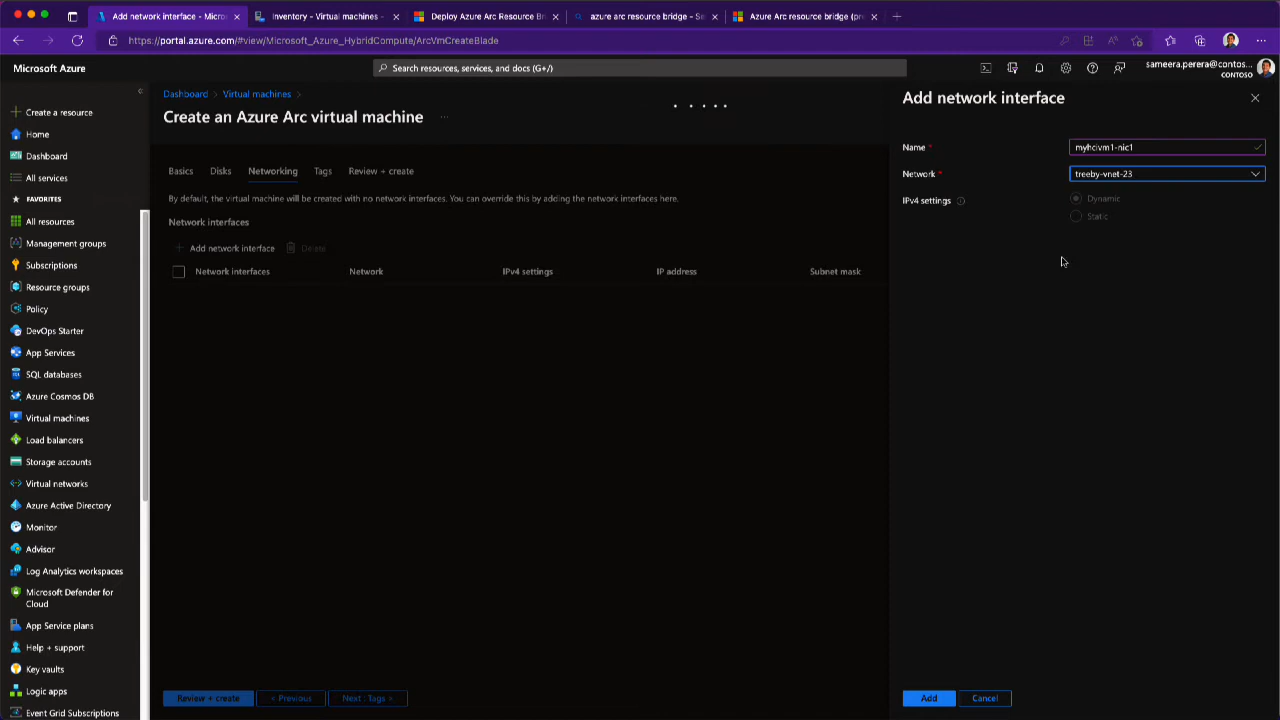 Add network interface - Micros
Inventory - Virtual machines -
Deploy Azure Arc Resource Br
azure arc resource bridge - Se
Azure Arc resource bridge (pre
https://portal.azure.com/#view/Microsoft_Azure_HybridCompute/ArcVmCreateBlade
Microsoft Azure
Search resources, services, and docs (G+/)
sameera.perera@contos...
CONTOSO
Create a resource
Home
Dashboard
All services
FAVORITES
All resources
Management groups
Subscriptions
Resource groups
Policy
DevOps Starter
App Services
SQL databases
Azure Cosmos DB
Virtual machines
Load balancers
Storage accounts
Virtual networks
Azure Active Directory
Monitor
Advisor
Log Analytics workspaces
Microsoft Defender for
Cloud
App Service plans
Help + support
Key vaults
Logic apps
Event Grid Subscriptions
Dashboard > Virtual machines >
Create an Azure Arc virtual machine ...
Basics Disks Networking Tags Review + create
By default, the virtual machine will be created with no network interfaces. You can override this by adding the network interfaces here.
Network interfaces
+ Add network interface Delete
Network interfaces Network IPv4 settings IP address Subnet mask
Review + create < Previous Next : Tags >
Add network interface
Name * myhcivm1-nic1
Network * treeby-vnet-23
IPv4 settings Dynamic
Static
Add Cancel